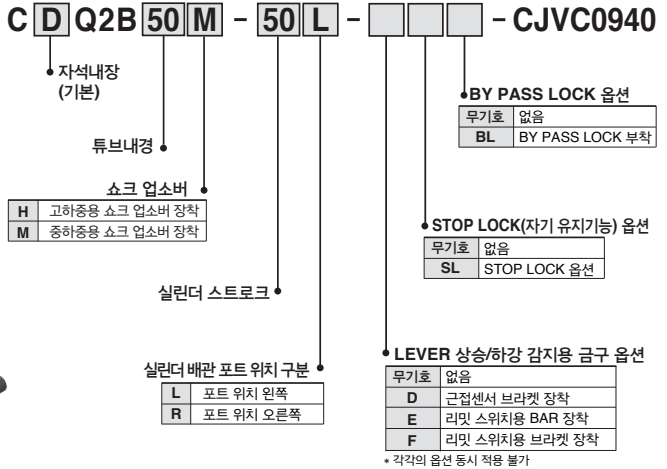 C D Q2B 50 M - 50 L - - CJVC0940
자석내장
(기본)
튜브내경
쇼크 업소버
H 고하중용 쇼크 업소버 장착
M 중하중용 쇼크 업소버 장착
실린더 스트로크
실린더 배관 포트 위치 구분
L 포트 위치 왼쪽
R 포트 위치 오른쪽
BY PASS LOCK 옵션
무기호 없음
BL BY PASS LOCK 부착
STOP LOCK(자기 유지기능) 옵션
무기호 없음
SL STOP LOCK 옵션
LEVER 상승/하강 감지용 금구 옵션
무기호 없음
D 근접센서 브라켓 장착
E 리밋 스위치용 BAR 장착
F 리밋 스위치용 브라켓 장착
* 각각의 옵션 동시 적용 불가